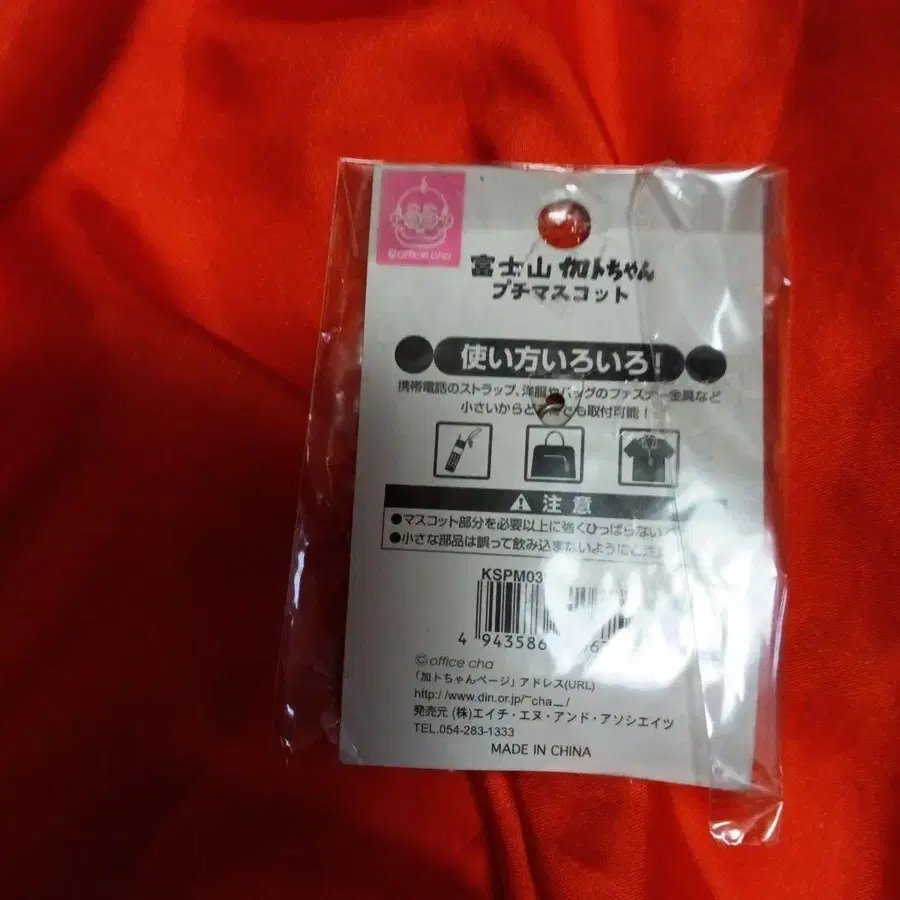 ©office cha
富士山 加トちゃん
プチマスコット
使い方いろいろ!
携帯電話のストラップ、洋服やバッグのファスナー金具など
小さいからどこにでも取付可能!
注意
●マスコット部分を必要以上に強くひっぱらない
●小さな部品は誤って飲み込まないようにご注
KSPM03
4 943586
©office cha
「加トちゃんページ」アドレス(URL)
http://www.din.or.jp/~cha_/
発売元 (株)エイチ・エヌ・アンド・アソシエイツ
TEL.054-283-1333
MADE IN CHINA